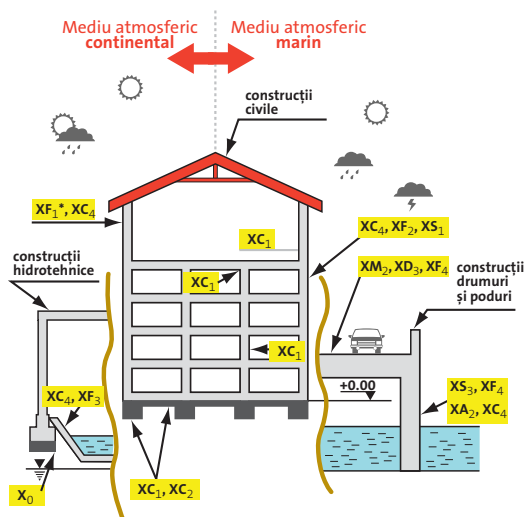 Mediu atmosferic
continental
Mediu atmosferic
marin
construcții
civile
XF₁*, XC₄
XC₁
XC₄, XF₂, XS₁
construcții
hidrotehnice
XC₁
XM₂, XD₃, XF₄
construcții
drumuri
și poduri
XC₁
+0.00
XC₄, XF₃
XS₃, XF₄
XA₂, XC₄
X₀
XC₁, XC₂